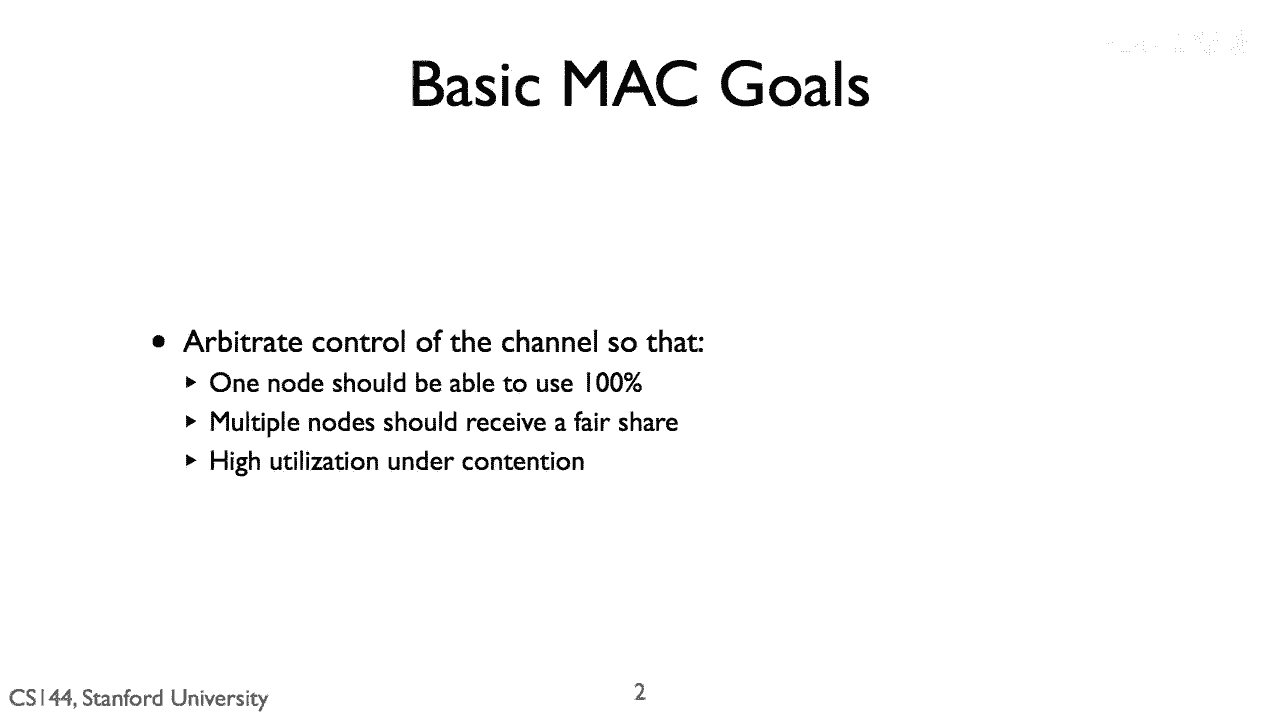 Basic MAC Goals
• Arbitrate control of the channel so that:
‣ One node should be able to use 100%
‣ Multiple nodes should receive a fair share
‣ High utilization under contention
CS144, Stanford University
2